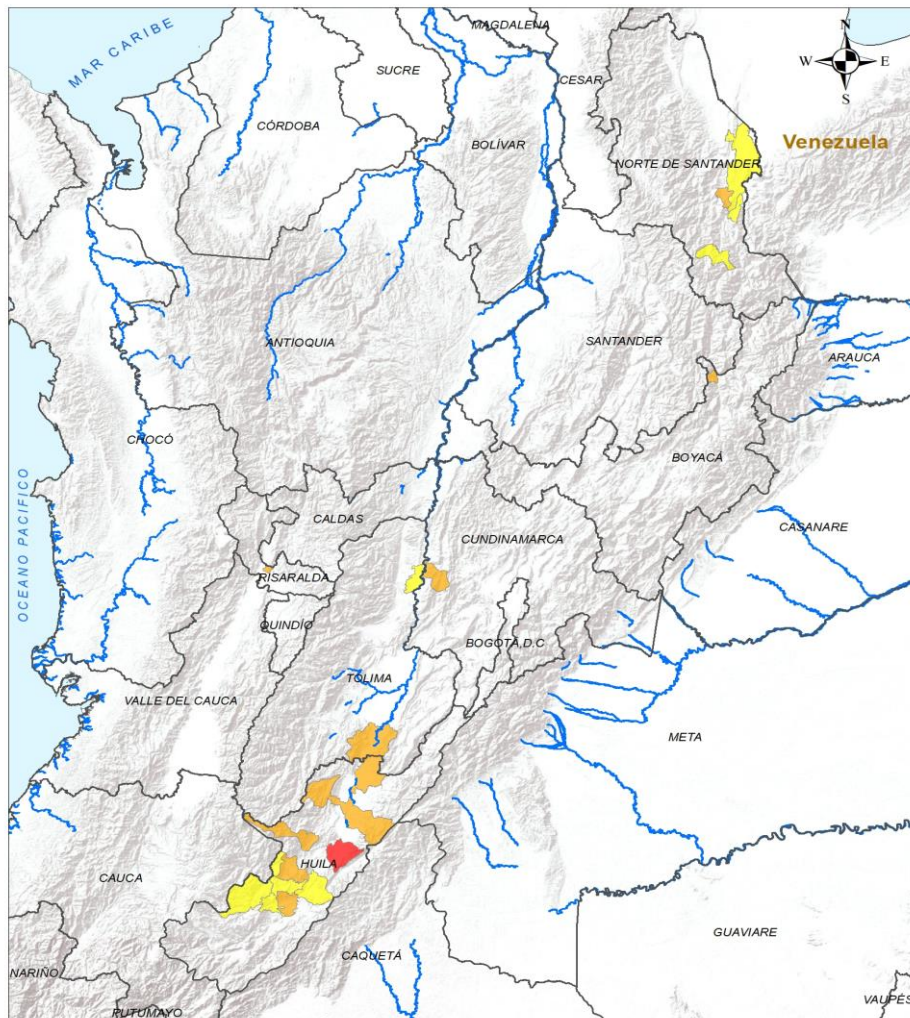 MAGDALENA
MAR CARIBE
N
W
E
S
SUCRE
CESAR
CÓRDOBA
BOLÍVAR
Venezuela
NORTE DE SANTANDER
ANTIOQUIA
SANTANDER
ARAUCA
CHOCÓ
BOYACÁ
OCEANO PACIFICO
CALDAS
CUNDINAMARCA
CASANARE
RISARALDA
QUINDÍO
BOGOTÁ, D.C
TOLIMA
VALLE DEL CAUCA
META
HUILA
CAUCA
GUAVIARE
CAQUETÁ
NARIÑO
PUTUMAYO
VAUPÉS